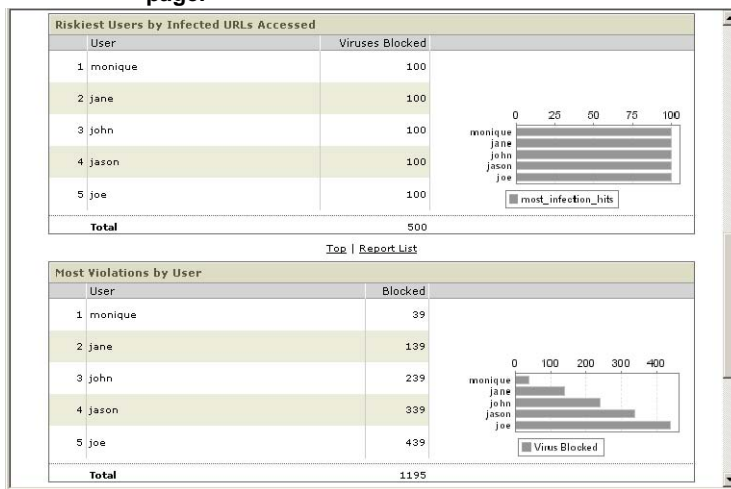 page.
Riskiest Users by Infected URLs Accessed
User Viruses Blocked
1 monique 100
2 jane 100
3 john 100
4 jason 100
5 joe 100
Total 500
0 25 50 75 100
monique
jane
john
jason
joe
most_infection_hits
Top | Report List
Most Violations by User
User Blocked
1 monique 39
2 jane 139
3 john 239
4 jason 339
5 joe 439
Total 1195
0 100 200 300 400
monique
jane
john
jason
joe
Virus Blocked